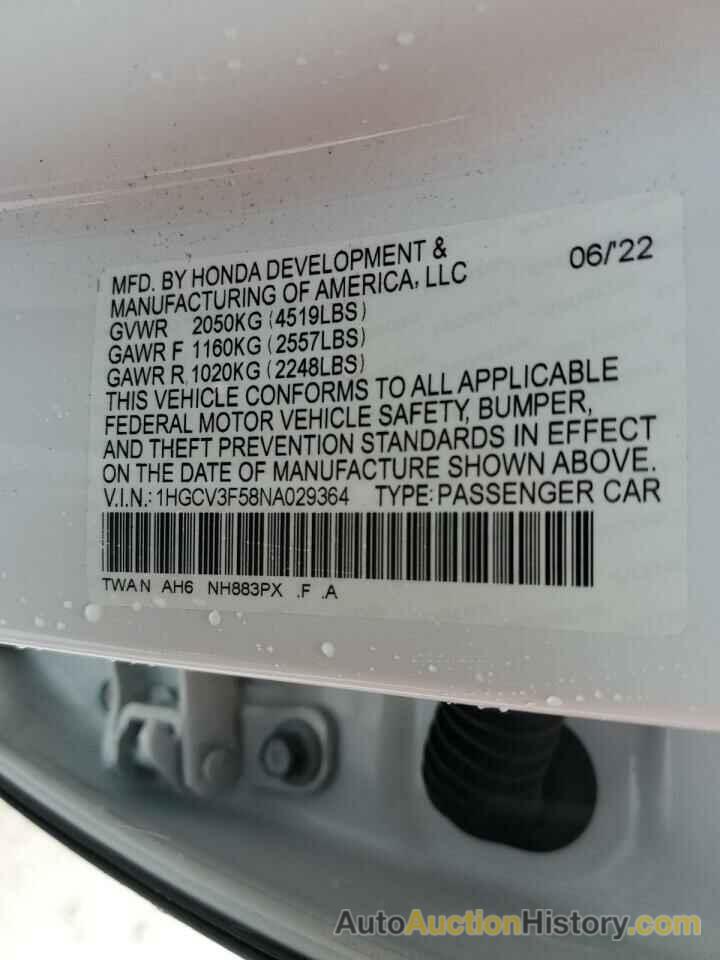 MFD. BY HONDA DEVELOPMENT & 06/'22
MANUFACTURING OF AMERICA, LLC
GVWR 2050KG (4519LBS)
GAWR F 1160KG (2557LBS)
GAWR R 1020KG (2248LBS)
THIS VEHICLE CONFORMS TO ALL APPLICABLE
FEDERAL MOTOR VEHICLE SAFETY, BUMPER,
AND THEFT PREVENTION STANDARDS IN EFFECT
ON THE DATE OF MANUFACTURE SHOWN ABOVE.
V.I.N.: 1HGCV3F58NA029364 TYPE: PASSENGER CAR
TWA N AH6 NH883PX .F .A
AutoAuctionHistory.com